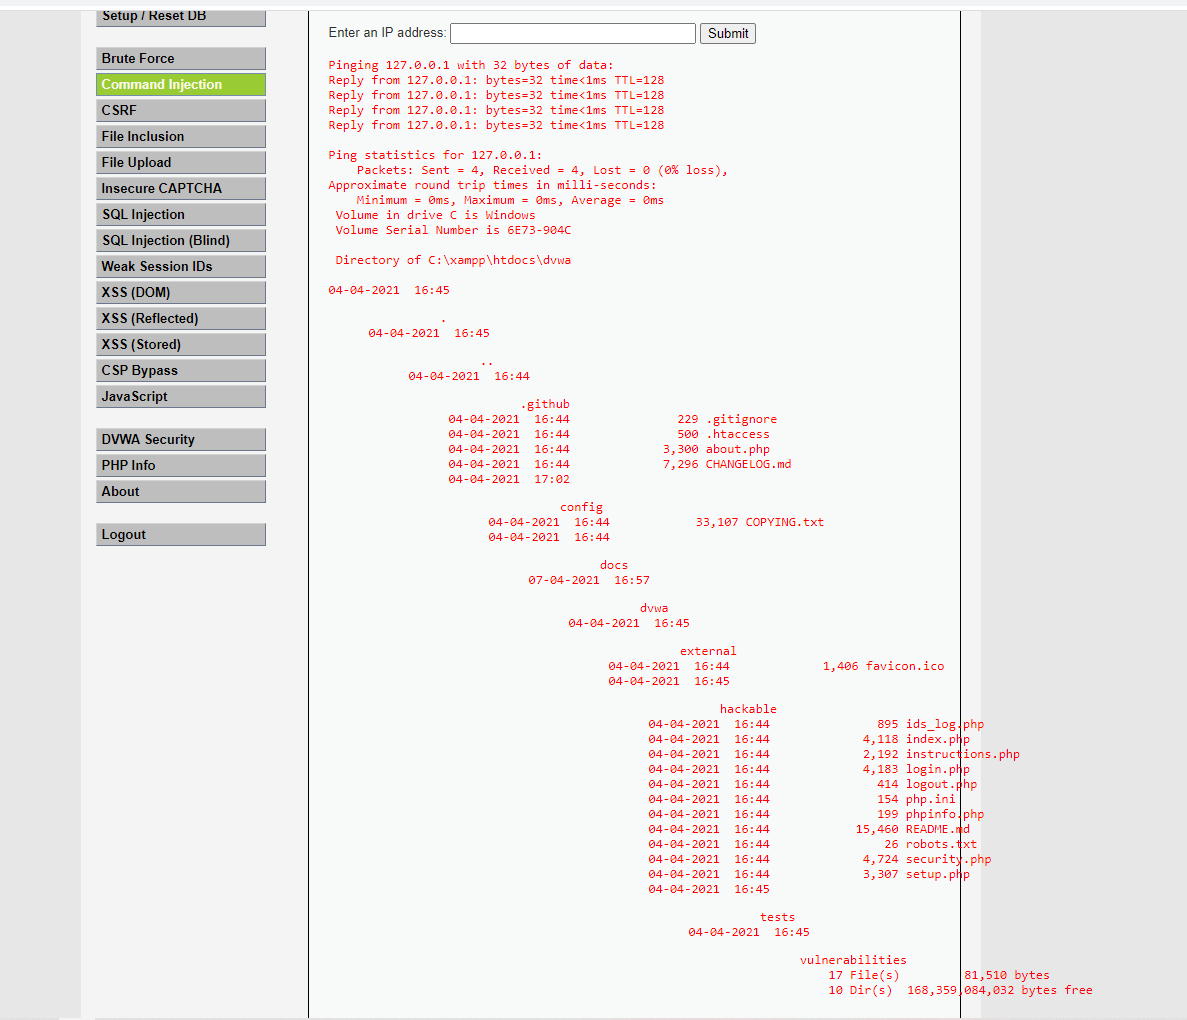 Setup / Reset DB
Brute Force
Command Injection
CSRF
File Inclusion
File Upload
Insecure CAPTCHA
SQL Injection
SQL Injection (Blind)
Weak Session IDs
XSS (DOM)
XSS (Reflected)
XSS (Stored)
CSP Bypass
JavaScript
DVWA Security
PHP Info
About
Logout
Enter an IP address: Submit
Pinging 127.0.0.1 with 32 bytes of data:
Reply from 127.0.0.1: bytes=32 time<1ms TTL=128
Reply from 127.0.0.1: bytes=32 time<1ms TTL=128
Reply from 127.0.0.1: bytes=32 time<1ms TTL=128
Reply from 127.0.0.1: bytes=32 time<1ms TTL=128
Ping statistics for 127.0.0.1:
Packets: Sent = 4, Received = 4, Lost = 0 (0% loss),
Approximate round trip times in milli-seconds:
Minimum = 0ms, Maximum = 0ms, Average = 0ms
Volume in drive C is Windows
Volume Serial Number is 6E73-904C
Directory of C:\xampp\htdocs\dvwa
04-04-2021 16:45
.
04-04-2021 16:45
..
04-04-2021 16:44
.github
04-04-2021 16:44 229 .gitignore
04-04-2021 16:44 500 .htaccess
04-04-2021 16:44 3,300 about.php
04-04-2021 16:44 7,296 CHANGELOG.md
04-04-2021 17:02
config
04-04-2021 16:44 33,107 COPYING.txt
04-04-2021 16:44
docs
07-04-2021 16:57
dvwa
04-04-2021 16:45
external
04-04-2021 16:44 1,406 favicon.ico
04-04-2021 16:45
hackable
04-04-2021 16:44 895 ids_log.php
04-04-2021 16:44 4,118 index.php
04-04-2021 16:44 2,192 instructions.php
04-04-2021 16:44 4,183 login.php
04-04-2021 16:44 414 logout.php
04-04-2021 16:44 154 php.ini
04-04-2021 16:44 199 phpinfo.php
04-04-2021 16:44 15,460 README.md
04-04-2021 16:44 26 robots.txt
04-04-2021 16:44 4,724 security.php
04-04-2021 16:44 3,307 setup.php
04-04-2021 16:45
tests
04-04-2021 16:45
vulnerabilities
17 File(s) 81,510 bytes
10 Dir(s) 168,359,084,032 bytes free